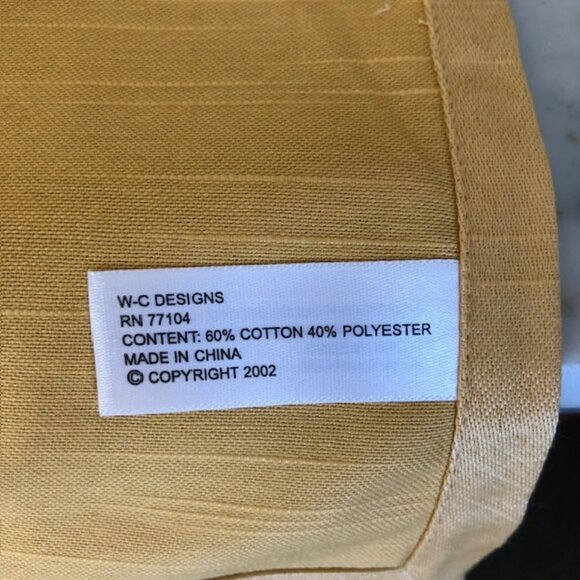 W-C DESIGNS
RN 77104
CONTENT: 60% COTTON 40% POLYESTER
MADE IN CHINA
© COPYRIGHT 2002